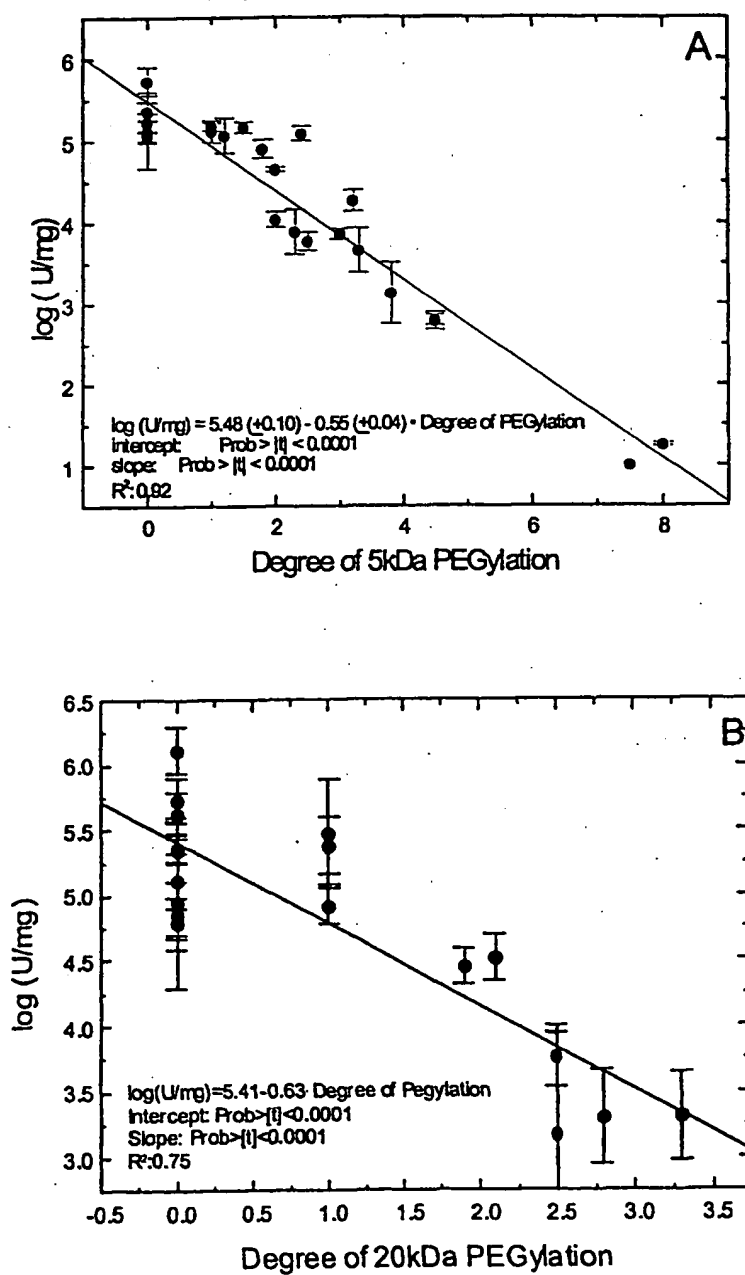 A
6
5
4
3
2
1
log ( U/mg)
log (U/mg) = 5.48 (±0.10) - 0.55 (±0.04) • Degree of PEGylation
intercept: Prob > |t| < 0.0001
slope: Prob > |t| < 0.0001
R²: 0.92
0 2 4 6 8
Degree of 5kDa PEGylation
B
6.5
6.0
5.5
5.0
4.5
4.0
3.5
3.0
log (U/mg)
log(U/mg)=5.41-0.63· Degree of Pegylation
Intercept: Prob>[t]<0.0001
Slope: Prob>[t]<0.0001
R²:0.75
-0.5 0.0 0.5 1.0 1.5 2.0 2.5 3.0 3.5
Degree of 20kDa PEGylation